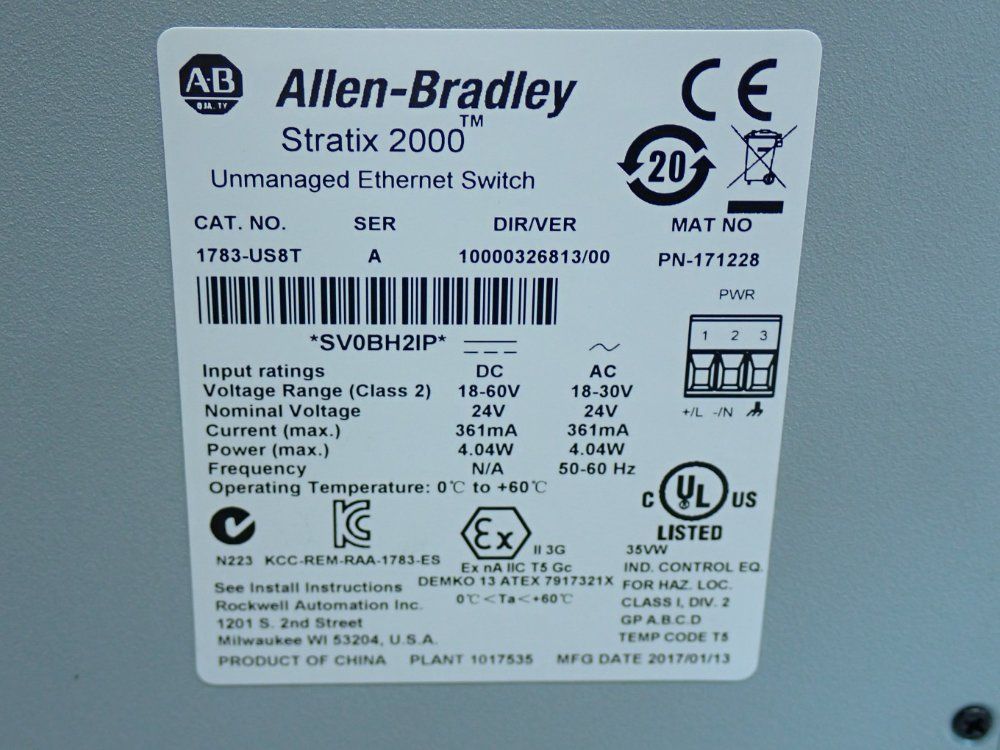 A·B
QUALITY
Allen-Bradley
Stratix 2000™
Unmanaged Ethernet Switch
CE
20
CAT. NO. SER DIR/VER MAT NO
1783-US8T A 10000326813/00 PN-171228
*SV0BH2IP*
PWR
1 2 3
+/L -/N
DC AC
Input ratings
Voltage Range (Class 2) 18-60V 18-30V
Nominal Voltage 24V 24V
Current (max.) 361mA 361mA
Power (max.) 4.04W 4.04W
Frequency N/A 50-60 Hz
Operating Temperature: 0℃ to +60℃
N223 KCC-REM-RAA-1783-ES
Ex II 3G
Ex nA IIC T5 Gc
DEMKO 13 ATEX 7917321X
0℃<Ta<+60℃
C UL US
LISTED
35VW
IND. CONTROL EQ.
FOR HAZ. LOC.
CLASS I, DIV. 2
GP A.B.C.D
TEMP CODE T5
See Install Instructions
Rockwell Automation Inc.
1201 S. 2nd Street
Milwaukee WI 53204, U.S.A.
PRODUCT OF CHINA PLANT 1017535 MFG DATE 2017/01/13